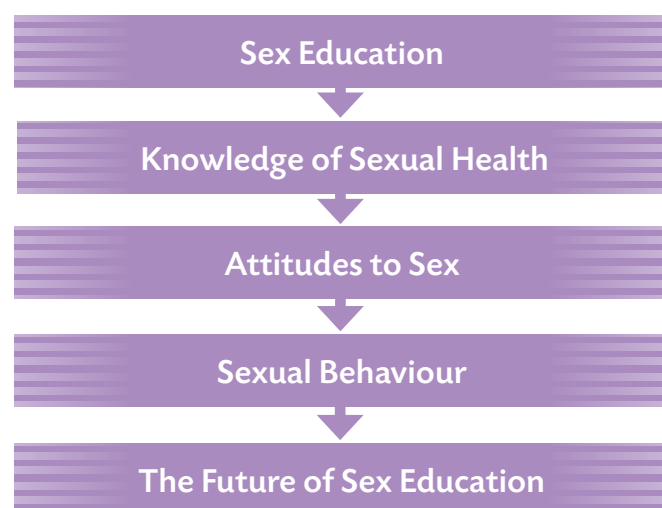 Sex Education
Knowledge of Sexual Health
Attitudes to Sex
Sexual Behaviour
The Future of Sex Education